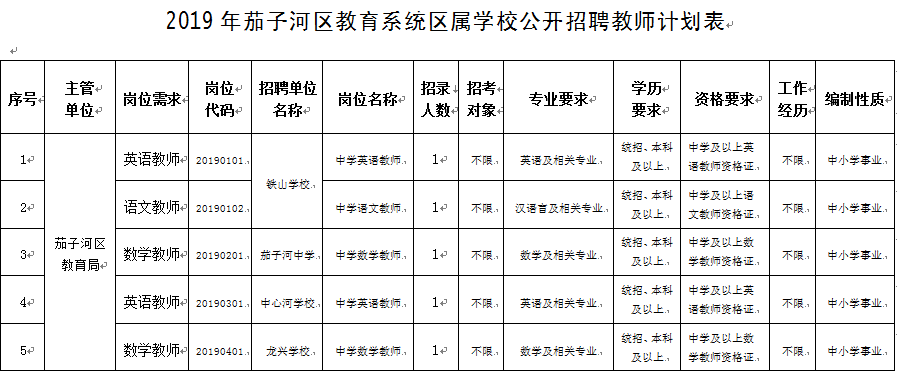 2019 年茄子河区教育系统区属学校公开招聘教师计划表
序号 主管单位 岗位需求 岗位代码 招聘单位名称 岗位名称 招录人数 招考对象 专业要求 学历要求 资格要求 工作经历 编制性质
1 茄子河区教育局 英语教师 20190101 铁山学校 中学英语教师 1 不限 英语及相关专业 统招、本科及以上 中学及以上英语教师资格证 不限 中小学事业
2 语文教师 20190102 中学语文教师 1 不限 汉语言及相关专业 统招、本科及以上 中学及以上语文教师资格证 不限 中小学事业
3 数学教师 20190201 茄子河中学 中学数学教师 1 不限 数学及相关专业 统招、本科及以上 中学及以上数学教师资格证 不限 中小学事业
4 英语教师 20190301 中心河学校 中学英语教师 1 不限 英语及相关专业 统招、本科及以上 中学及以上英语教师资格证 不限 中小学事业
5 数学教师 20190401 龙兴学校 中学数学教师 1 不限 数学及相关专业 统招、本科及以上 中学及以上数学教师资格证 不限 中小学事业